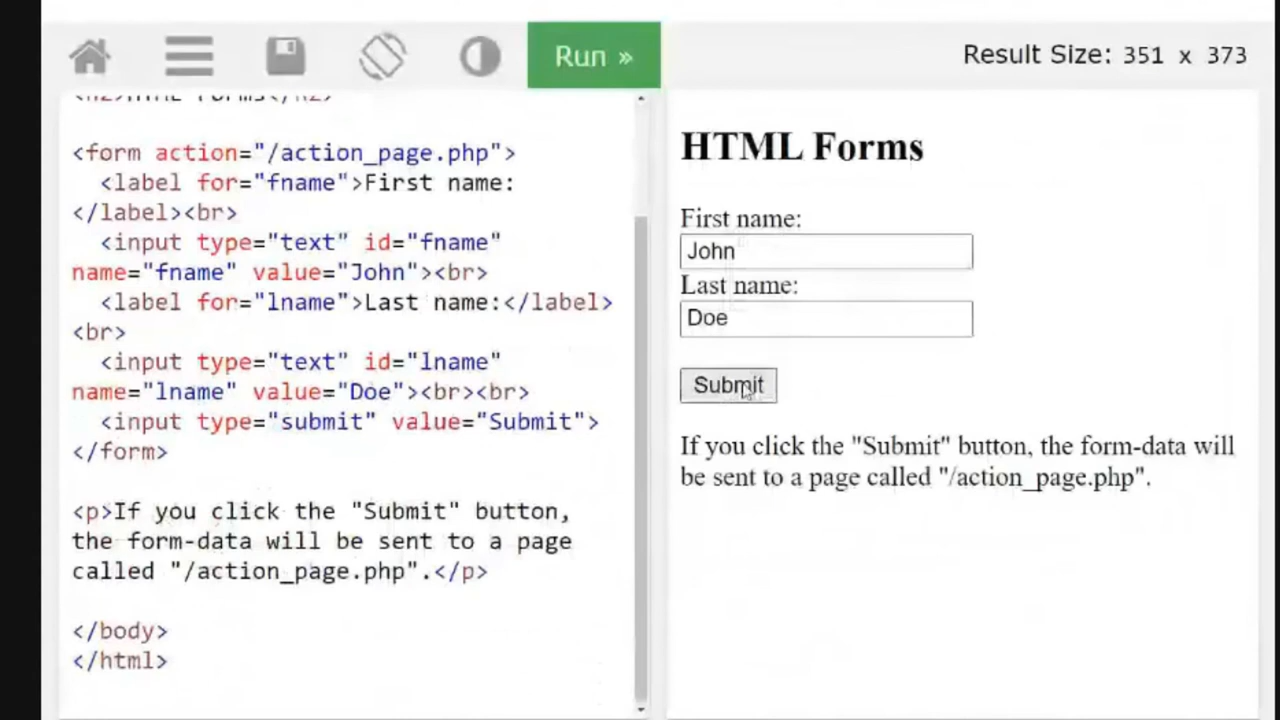 Run »
Result Size: 351 x 373
<h2>HTML Forms</h2>
<form action="/action_page.php">
<label for="fname">First name:
</label><br>
<input type="text" id="fname"
name="fname" value="John"><br>
<label for="lname">Last name:</label>
<br>
<input type="text" id="lname"
name="lname" value="Doe"><br><br>
<input type="submit" value="Submit">
</form>
<p>If you click the "Submit" button,
the form-data will be sent to a page
called "/action_page.php".</p>
</body>
</html>
HTML Forms
First name:
John
Last name:
Doe
Submit
If you click the "Submit" button, the form-data will
be sent to a page called "/action_page.php".